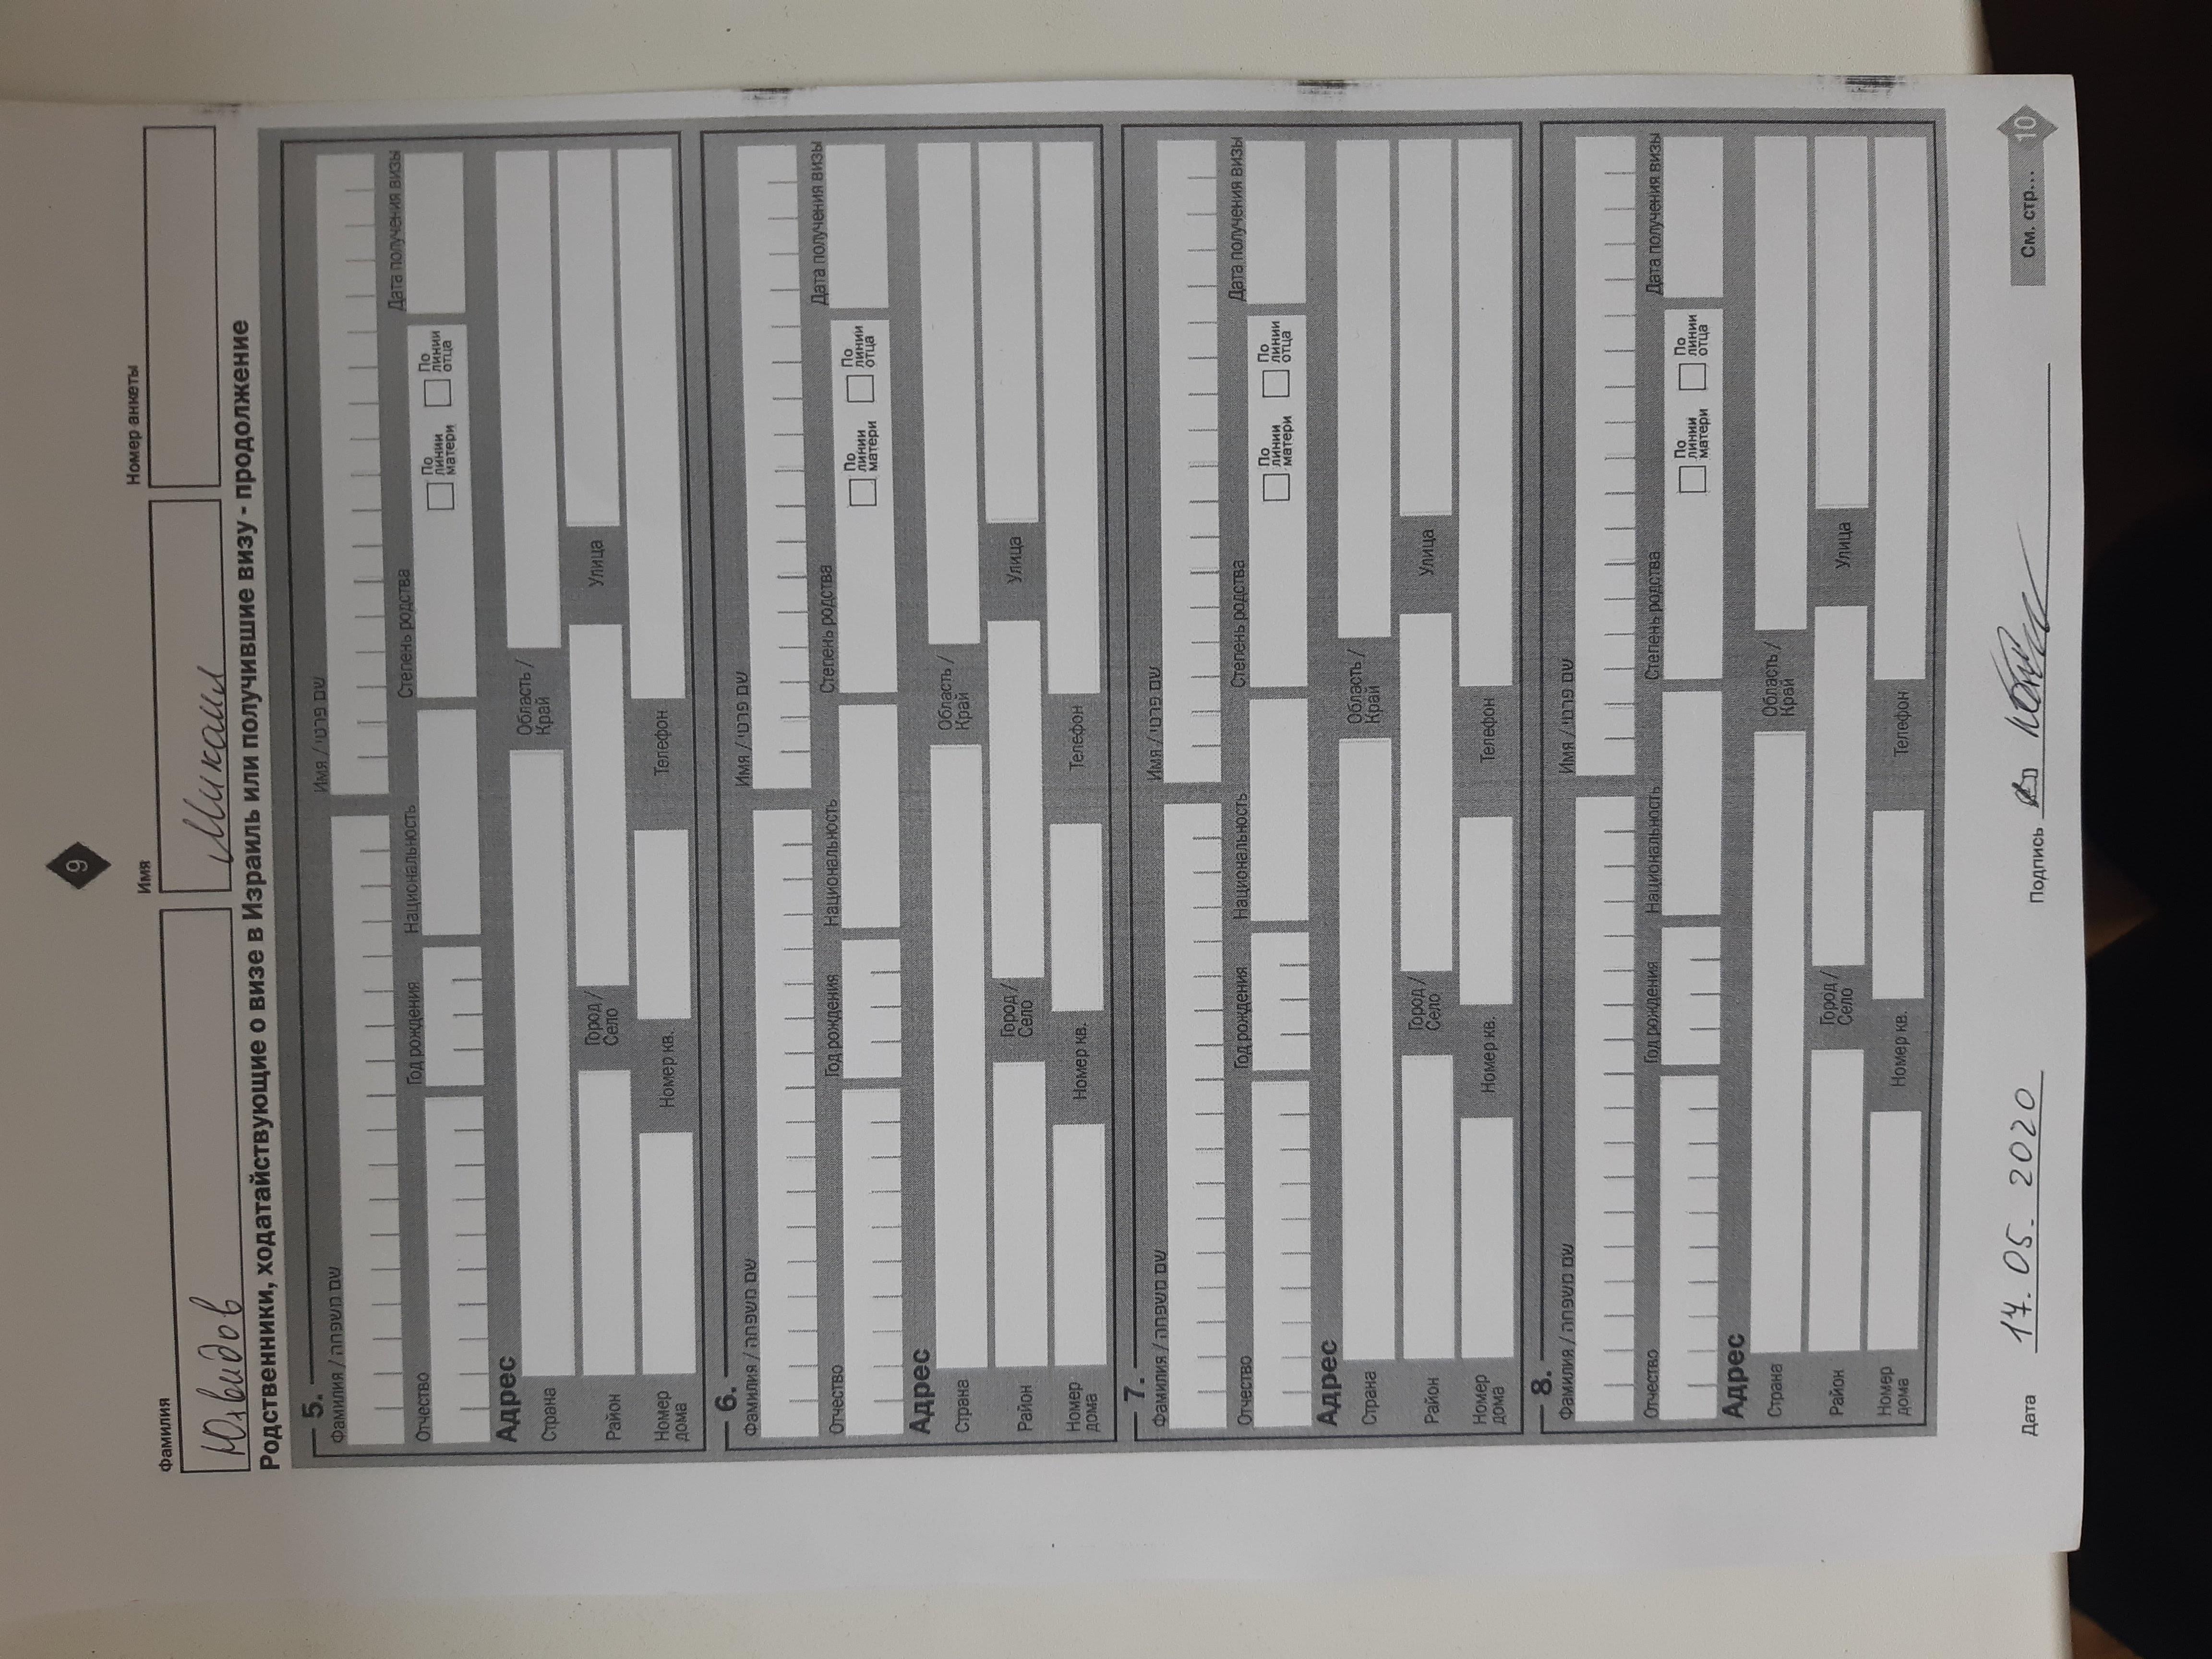 9
Фамилия Имя Номер анкеты
Михаил
Родственники, ходатайствующие о визе в Израиль или получившие визу - продолжение
5.
Фамилия / שם משפחה Имя / שם פרטי
Отчество Год рождения Национальность Степень родства По линии матери По линии отца Дата получения визы
Адрес
Страна Область / Край
Район Город / Село Улица
Номер дома Номер кв. Телефон
6.
Фамилия / שם משפחה Имя / שם פרטי
Отчество Год рождения Национальность Степень родства По линии матери По линии отца Дата получения визы
Адрес
Страна Область / Край
Район Город / Село Улица
Номер дома Номер кв. Телефон
7.
Фамилия / שם משפחה Имя / שם פרטי
Отчество Год рождения Национальность Степень родства По линии матери По линии отца Дата получения визы
Адрес
Страна Область / Край
Район Город / Село Улица
Номер дома Номер кв. Телефон
8.
Фамилия / שם משפחה Имя / שם פרטי
Отчество Год рождения Национальность Степень родства По линии матери По линии отца Дата получения визы
Адрес
Страна Область / Край
Район Город / Село Улица
Номер дома Номер кв. Телефон
Дата 17.05.2020 Подпись См. стр... 10